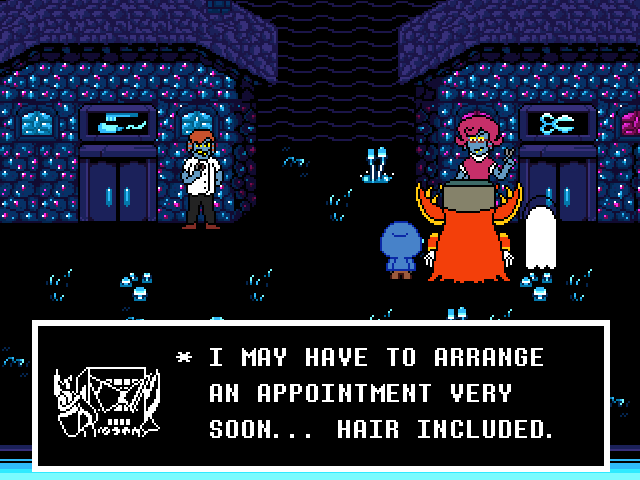 * I MAY HAVE TO ARRANGE
AN APPOINTMENT VERY
SOON... HAIR INCLUDED.